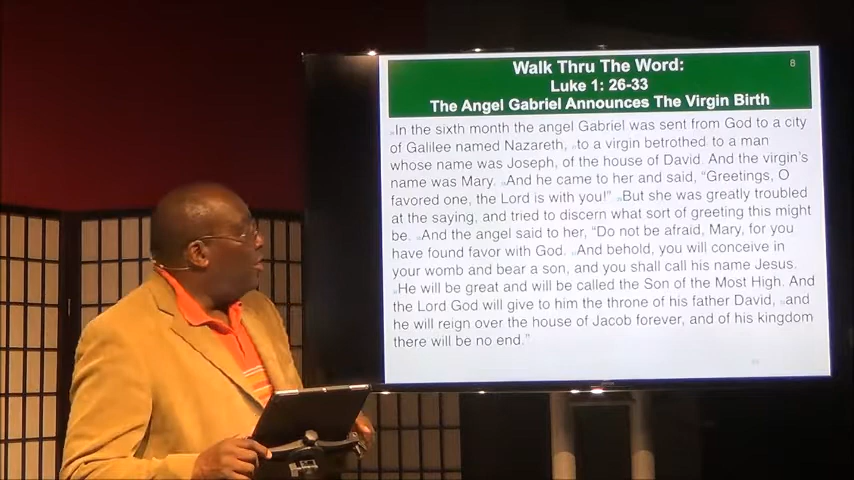 Walk Thru The Word:
8
Luke 1: 26-33
The Angel Gabriel Announces The Virgin Birth
In the sixth month the angel Gabriel was sent from God to a city
of Galilee named Nazareth, to a virgin betrothed to a man
whose name was Joseph, of the house of David. And the virgin's
name was Mary. And he came to her and said, “Greetings, O
favored one, the Lord is with you!” But she was greatly troubled
at the saying, and tried to discern what sort of greeting this might
be. And the angel said to her, “Do not be afraid, Mary, for you
have found favor with God. And behold, you will conceive in
your womb and bear a son, and you shall call his name Jesus.
He will be great and will be called the Son of the Most High. And
the Lord God will give to him the throne of his father David, and
he will reign over the house of Jacob forever, and of his kingdom
there will be no end.”